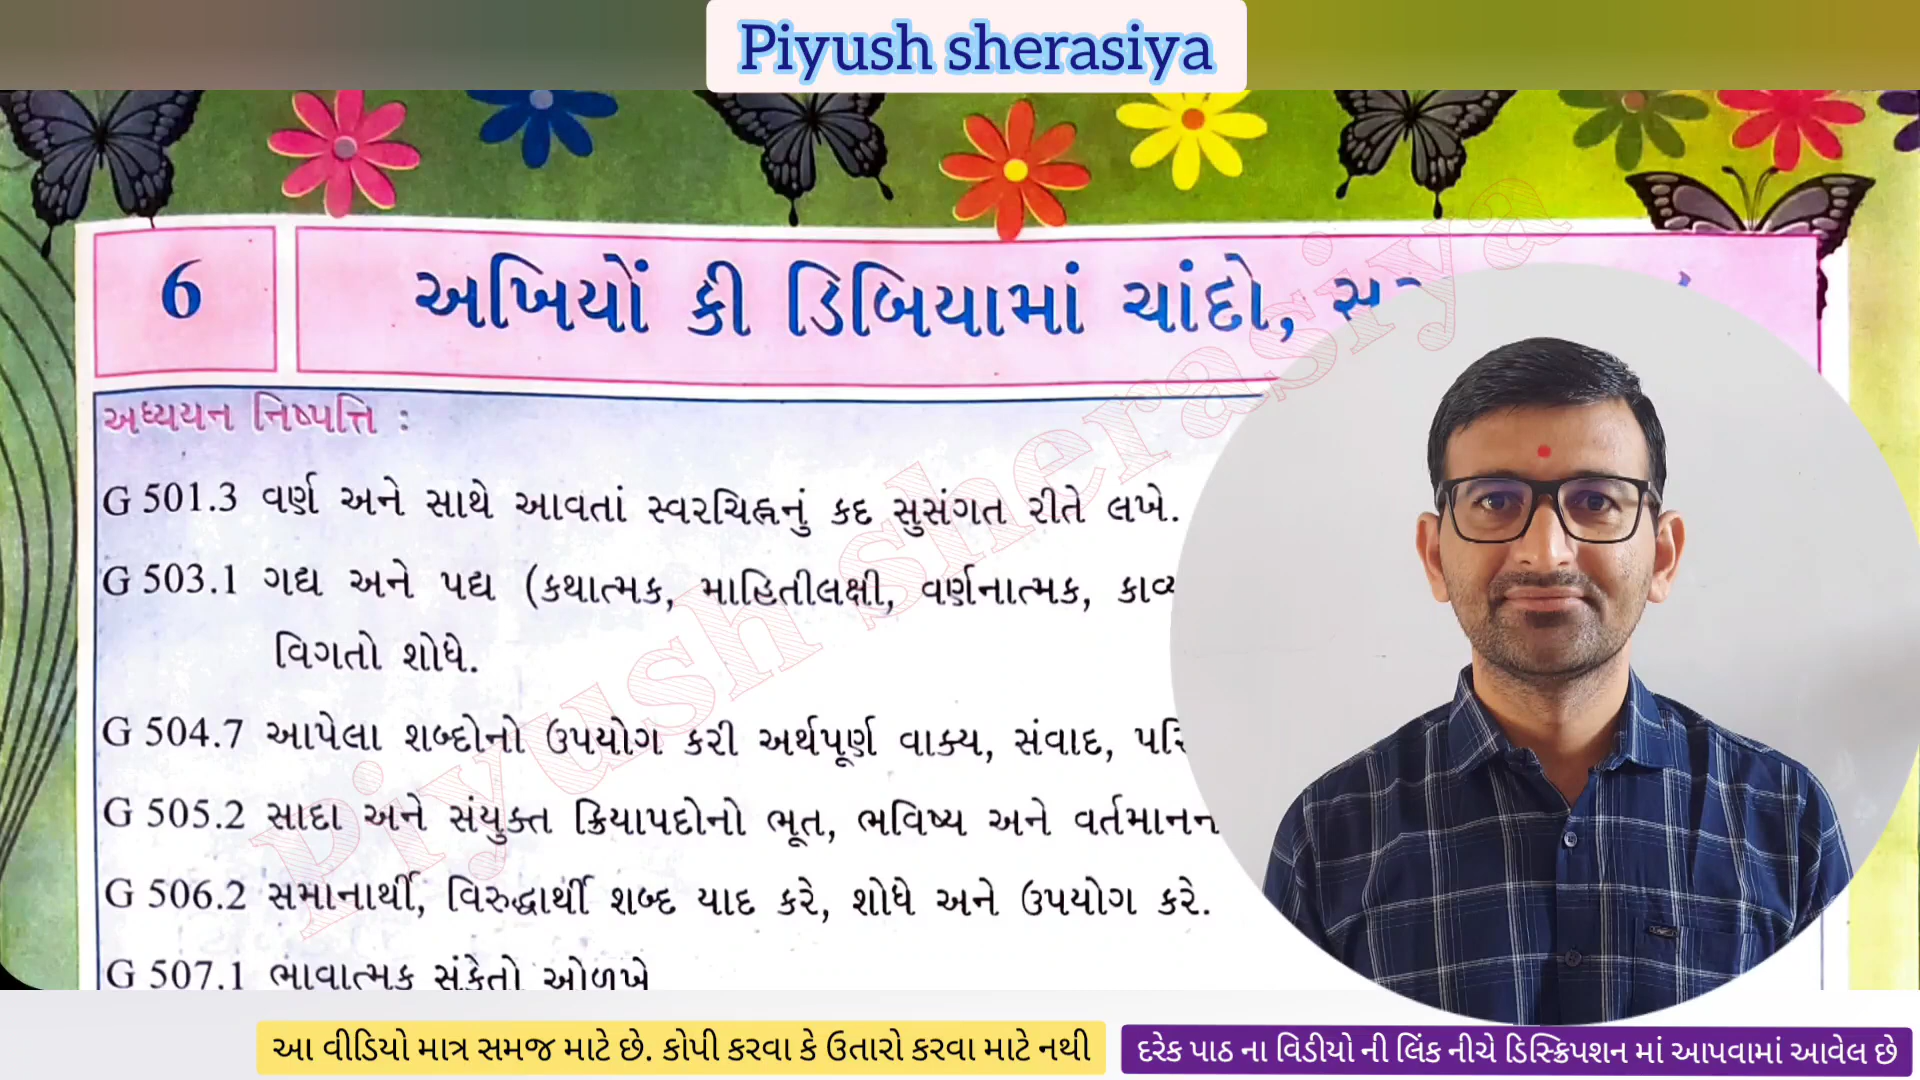 Piyush sherasiya
6
અખિયોં કી ડિબિયામાં ચાંદો,
અધ્યયન નિષ્પત્તિ :
G 501.3 વર્ણ અને સાથે આવતાં સ્વરચિહ્નનું કદ સુસંગત રીતે લખે.
G 503.1 ગદ્ય અને પદ્ય (કથાત્મક, માહિતીલક્ષી, વર્ણનાત્મક,
વિગતો શોધે.
G 504.7 આપેલા શબ્દોનો ઉપયોગ કરી અર્થપૂર્ણ વાક્ય, સંવાદ,
G 505.2 સાદા અને સંયુક્ત ક્રિયાપદોનો ભૂત, ભવિષ્ય અને
G 506.2 સમાનાર્થી, વિરુદ્ધાર્થી શબ્દ યાદ કરે, શોધે અને ઉપયોગ કરે.
G 507.1 ભાવાત્મક સંકેતો ઓળખે
Piyush sherasiya
આ વીડિયો માત્ર સમજ માટે છે. કોપી કરવા કે ઉતારો કરવા માટે નથી
દરેક પાઠ ના વિડીયો ની લિંક નીચે ડિસ્ક્રિપશન માં આપવામાં આવેલ છે